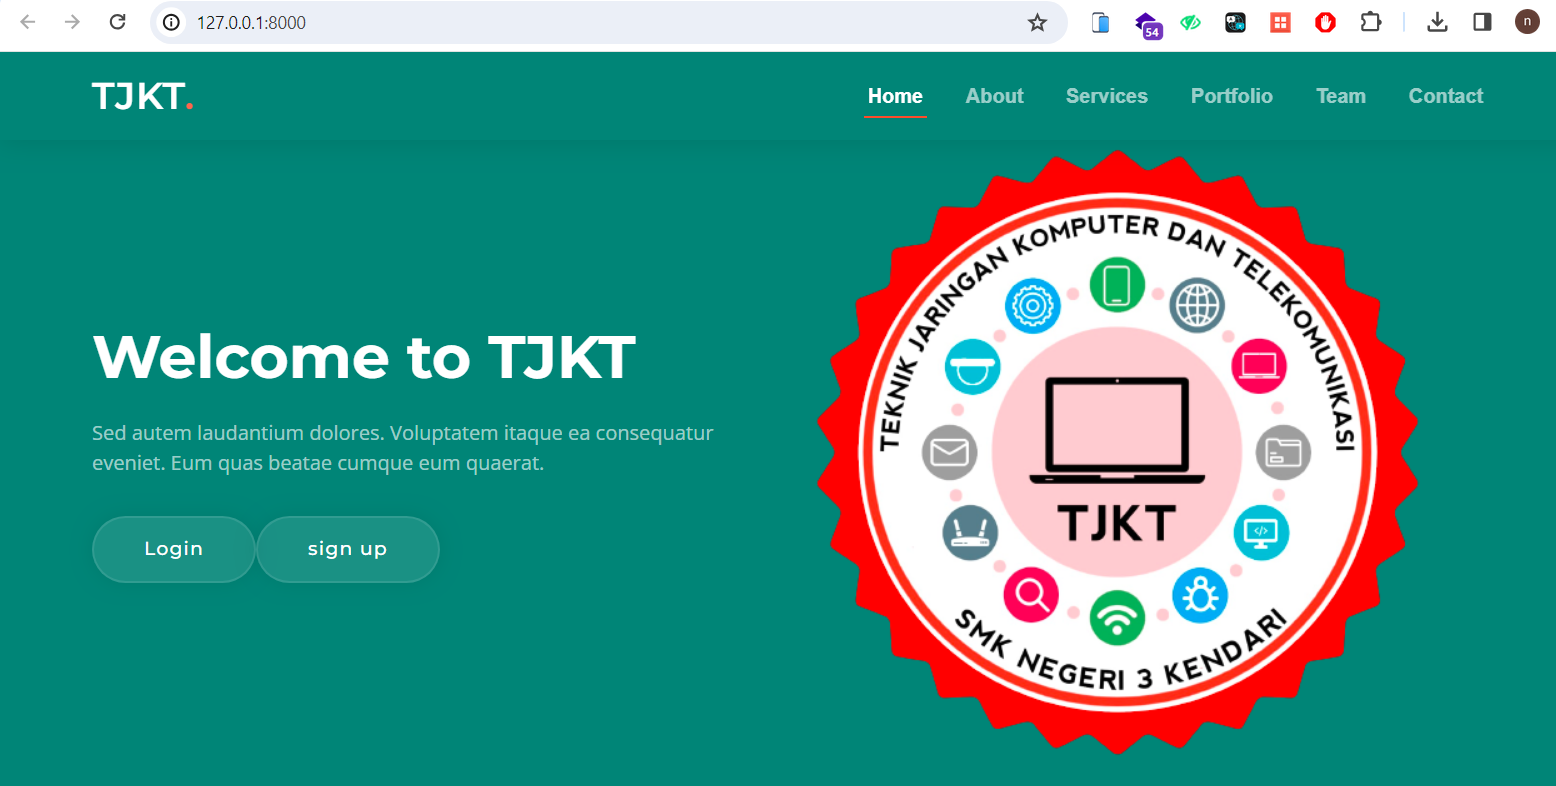 127.0.0.1:8000
54
n
TJKT.
Home About Services Portfolio Team Contact
TEKNIK JARINGAN KOMPUTER DAN TELEKOMUNIKASI
Welcome to TJKT
Sed autem laudantium dolores. Voluptatem itaque ea consequatur
eveniet. Eum quas beatae cumque eum quaerat.
Login sign up
</>
TJKT
SMK NEGERI 3 KENDARI